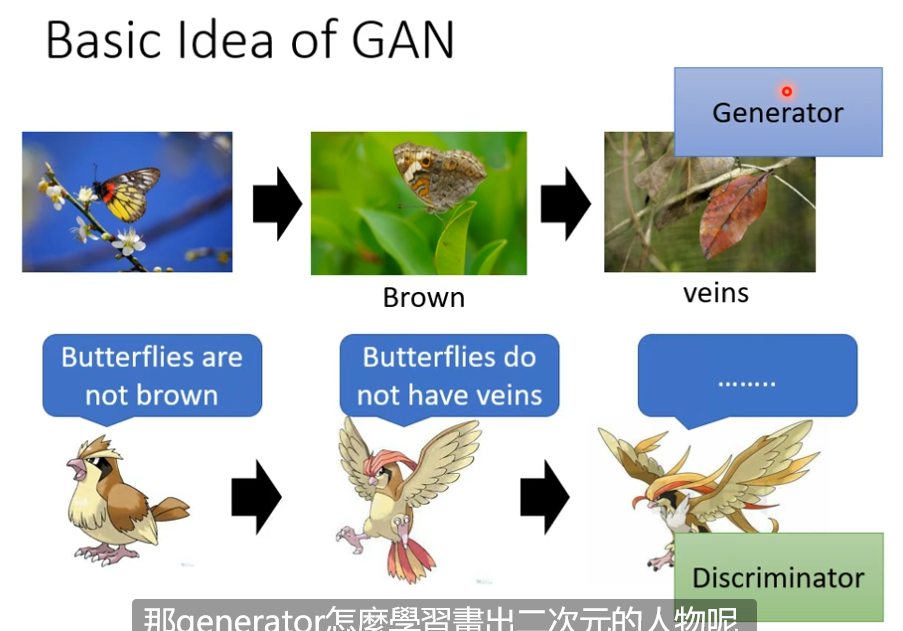 Basic Idea of GAN
Generator
Brown
veins
Butterflies are
not brown
Butterflies do
not have veins
........
Discriminator
那generator怎麼學習畫出二次元的人物呢